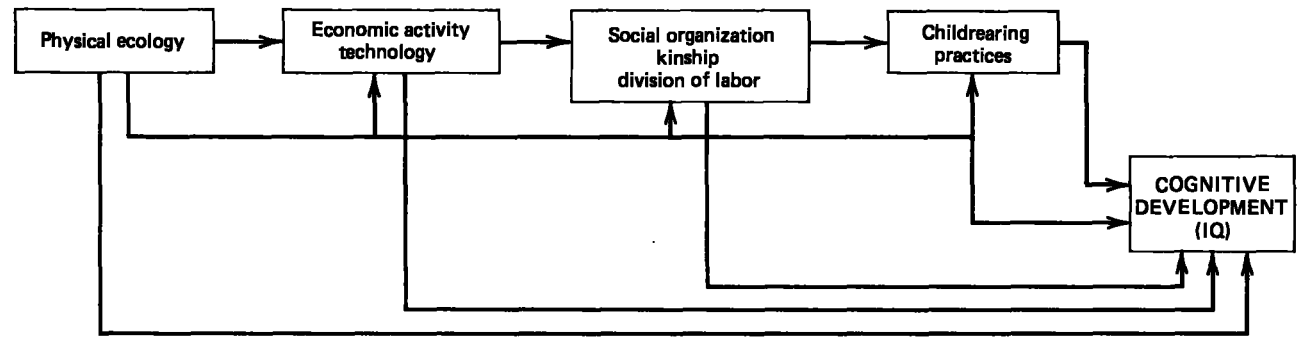 Physical ecology
Economic activity
technology
Social organization
kinship
division of labor
Childrearing
practices
COGNITIVE
DEVELOPMENT
(IQ)